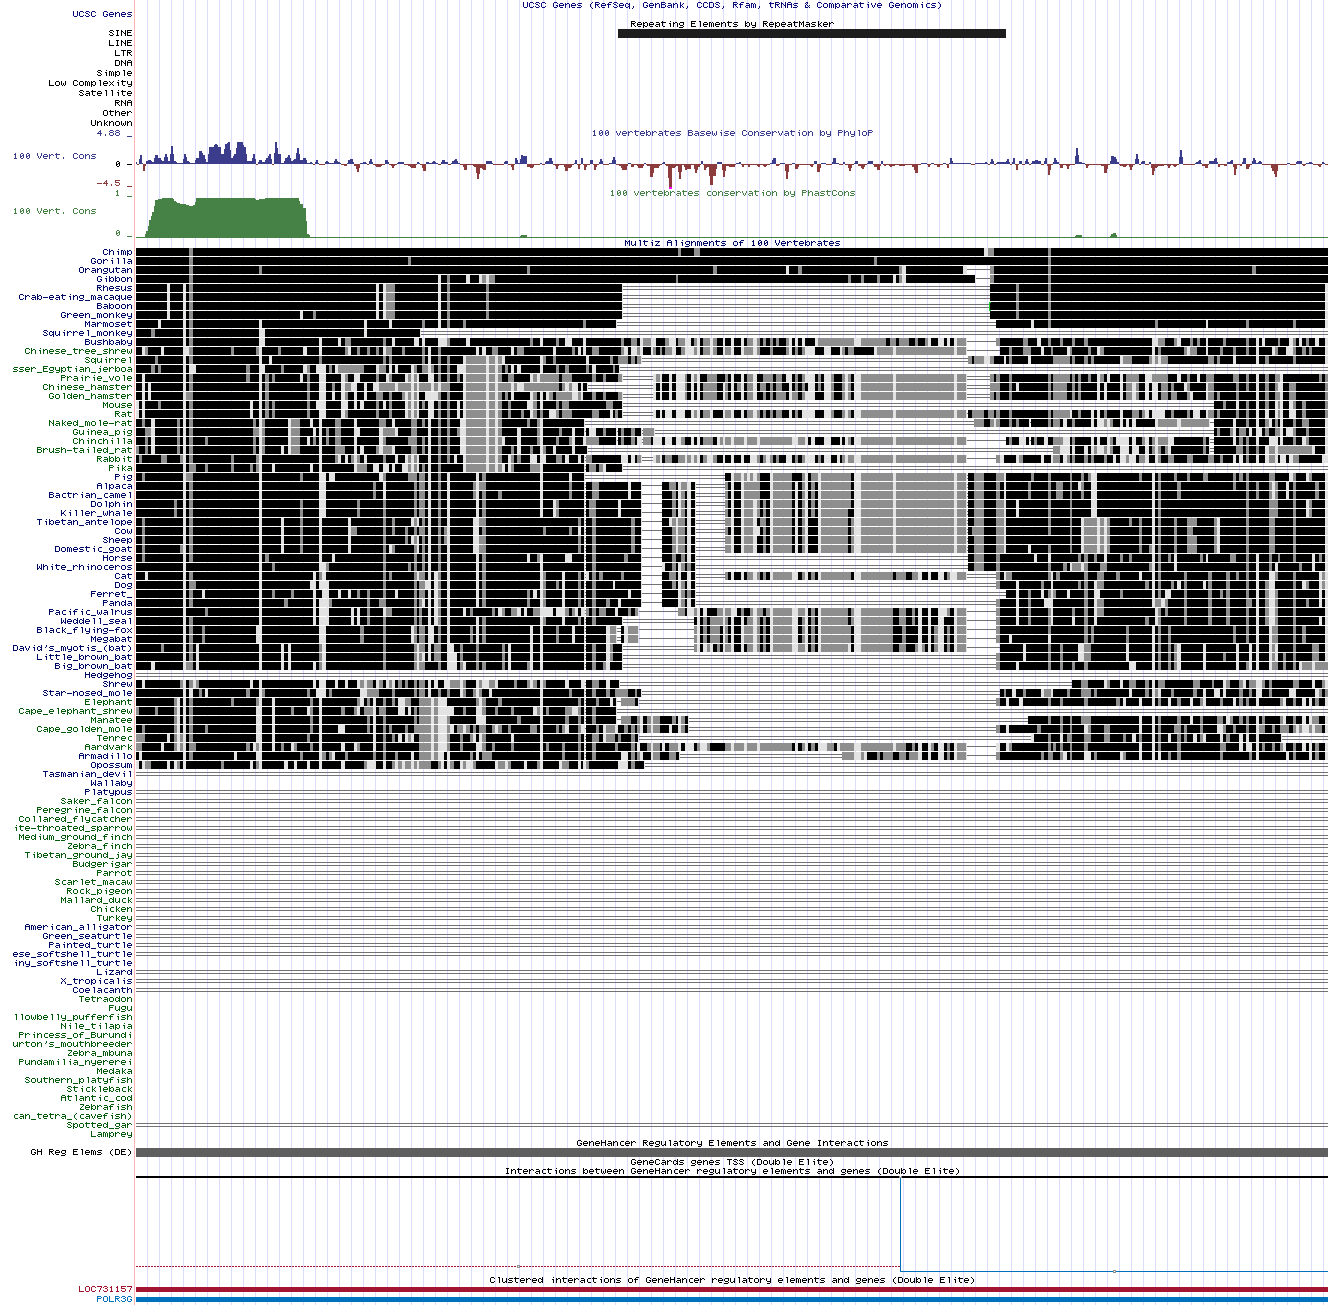 UCSC Genes (RefSeq, GenBank, CCDS, Rfam, tRNAs & Comparative Genomics)
UCSC Genes
Repeating Elements by RepeatMasker
SINE
LINE
LTR
DNA
Simple
Low Complexity
Satellite
RNA
Other
Unknown
100 vertebrates Basewise Conservation by PhyloP
4.88 _
100 Vert. Cons
0 _
-4.5 _
100 vertebrates conservation by PhastCons
1 _
100 Vert. Cons
0 _
Multiz Alignments of 100 Vertebrates
Chimp
Gorilla
Orangutan
Gibbon
Rhesus
Crab-eating_macaque
Baboon
Green_monkey
Marmoset
Squirrel_monkey
Bushbaby
Chinese_tree_shrew
Squirrel
sser_Egyptian_jerboa
Prairie_vole
Chinese_hamster
Golden_hamster
Mouse
Rat
Naked_mole-rat
Guinea_pig
Chinchilla
Brush-tailed_rat
Rabbit
Pika
Pig
Alpaca
Bactrian_camel
Dolphin
Killer_whale
Tibetan_antelope
Cow
Sheep
Domestic_goat
Horse
White_rhinoceros
Cat
Dog
Ferret_
Panda
Pacific_walrus
Weddell_seal
Black_flying-fox
Megabat
David's_myotis_(bat)
Little_brown_bat
Big_brown_bat
Hedgehog
Shrew
Star-nosed_mole
Elephant
Cape_elephant_shrew
Manatee
Cape_golden_mole
Tenrec
Aardvark
Armadillo
Opossum
Tasmanian_devil
Wallaby
Platypus
Saker_falcon
Peregrine_falcon
Collared_flycatcher
ite-throated_sparrow
Medium_ground_finch
Zebra_finch
Tibetan_ground_jay
Budgerigar
Parrot
Scarlet_macaw
Rock_pigeon
Mallard_duck
Chicken
Turkey
American_alligator
Green_seaturtle
Painted_turtle
ese_softshell_turtle
iny_softshell_turtle
Lizard
X_tropicalis
Coelacanth
Tetraodon
Fugu
llowbelly_pufferfish
Nile_tilapia
Princess_of_Burundi
urton's_mouthbreeder
Zebra_mbuna
Pundamilia_nyererei
Medaka
Southern_platyfish
Stickleback
Atlantic_cod
Zebrafish
can_tetra_(cavefish)
Spotted_gar
Lamprey
GeneHancer Regulatory Elements and Gene Interactions
GH Reg Elems (DE)
GeneCards genes TSS (Double Elite)
Interactions between GeneHancer regulatory elements and genes (Double Elite)
Clustered interactions of GeneHancer regulatory elements and genes (Double Elite)
LOC731157
POLR3G